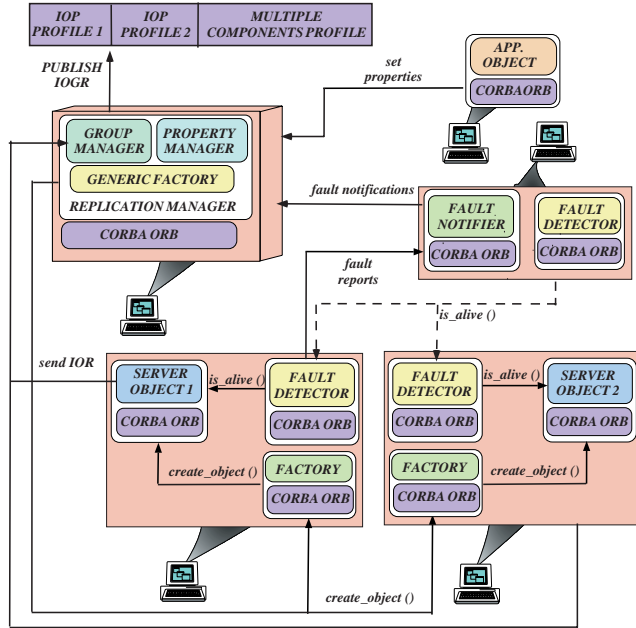 IOP
PROFILE 1
IOP
PROFILE 2
MULTIPLE
COMPONENTS PROFILE
PUBLISH
IOGR
set
properties
APP.
OBJECT
CORBAORB
GROUP
MANAGER
PROPERTY
MANAGER
GENERIC FACTORY
REPLICATION MANAGER
CORBA ORB
fault notifications
FAULT
NOTIFIER
CORBA ORB
FAULT
DETECTOR
CORBA ORB
fault
reports
is_alive ()
send IOR
SERVER
OBJECT 1
CORBA ORB
is_alive ()
FAULT
DETECTOR
CORBA ORB
create_object ()
FACTORY
CORBA ORB
FAULT
DETECTOR
CORBA ORB
is_alive ()
SERVER
OBJECT 2
CORBA ORB
FACTORY
CORBA ORB
create_object ()
create_object ()